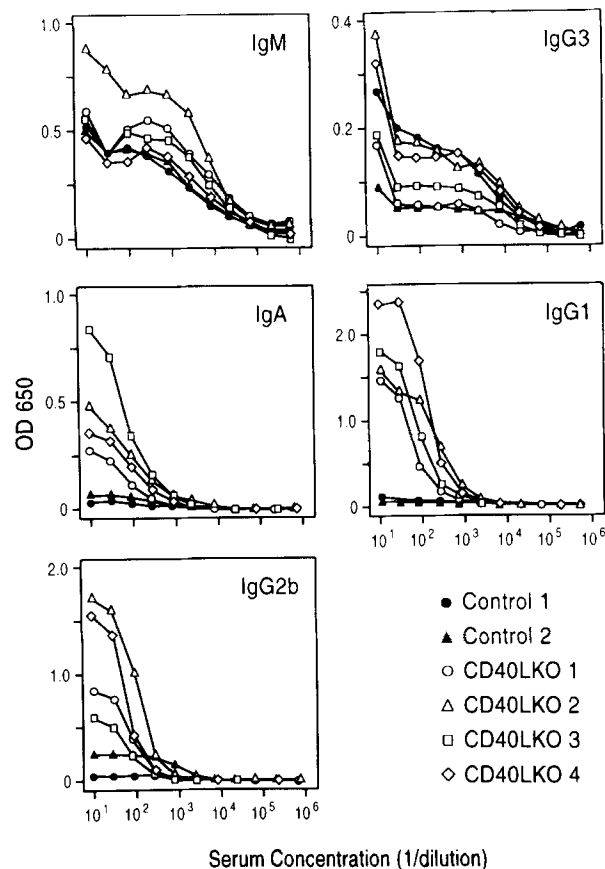 IgM
1.0
0.5
0
IgG3
0.4
0.2
0
IgA
1.0
0.5
0
IgG1
2.0
1.0
0
10¹ 10² 10³ 10⁴ 10⁵ 10⁶
IgG2b
2.0
1.0
0
10¹ 10² 10³ 10⁴ 10⁵ 10⁶
OD 650
● Control 1
▲ Control 2
○ CD40LKO 1
△ CD40LKO 2
□ CD40LKO 3
◇ CD40LKO 4
Serum Concentration (1/dilution)